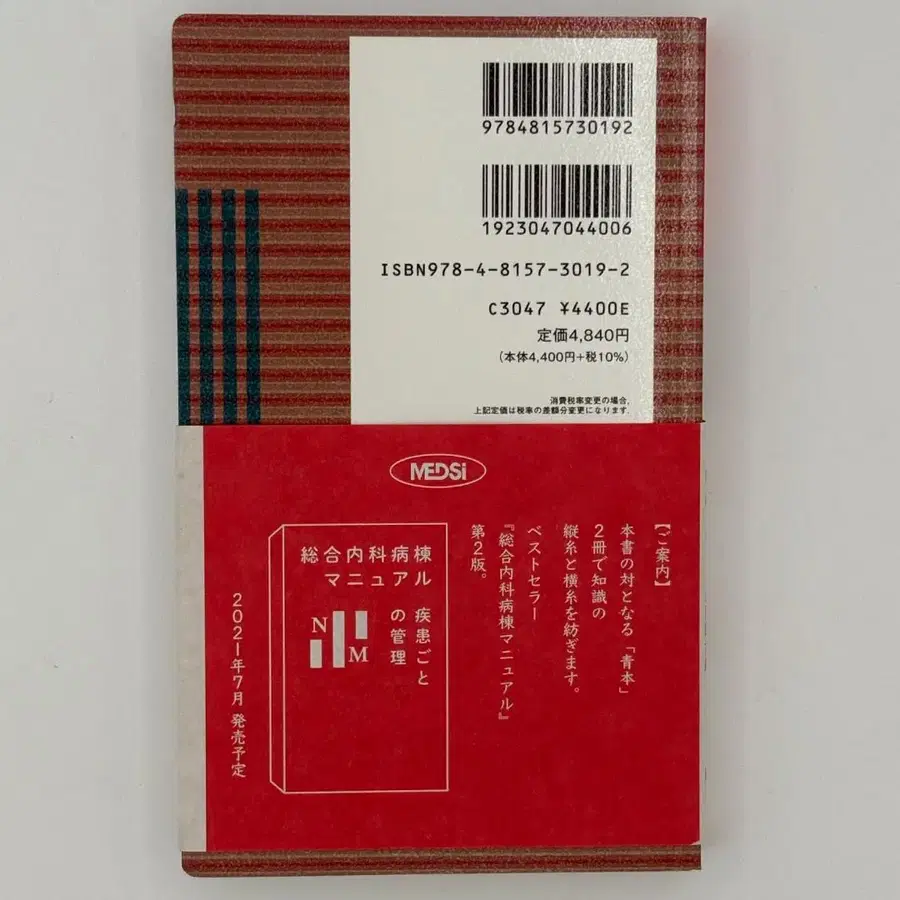 9784815730192
1923047044006
ISBN978-4-8157-3019-2
C3047 ¥4400E
定価4,840円
(本体4,400円+税10%)
消費税率変更の場合,
上記定価は税率の差額分変更になります.
MEDSi
【ご案内】
本書の対となる「青本」
2冊で知識の
縦糸と横糸を紡ぎます。
ベストセラー
『総合内科病棟マニュアル』
第2版。
総合内科病棟
マニュアル
疾患ごと
の管理
N
M
2021年7月 発売予定